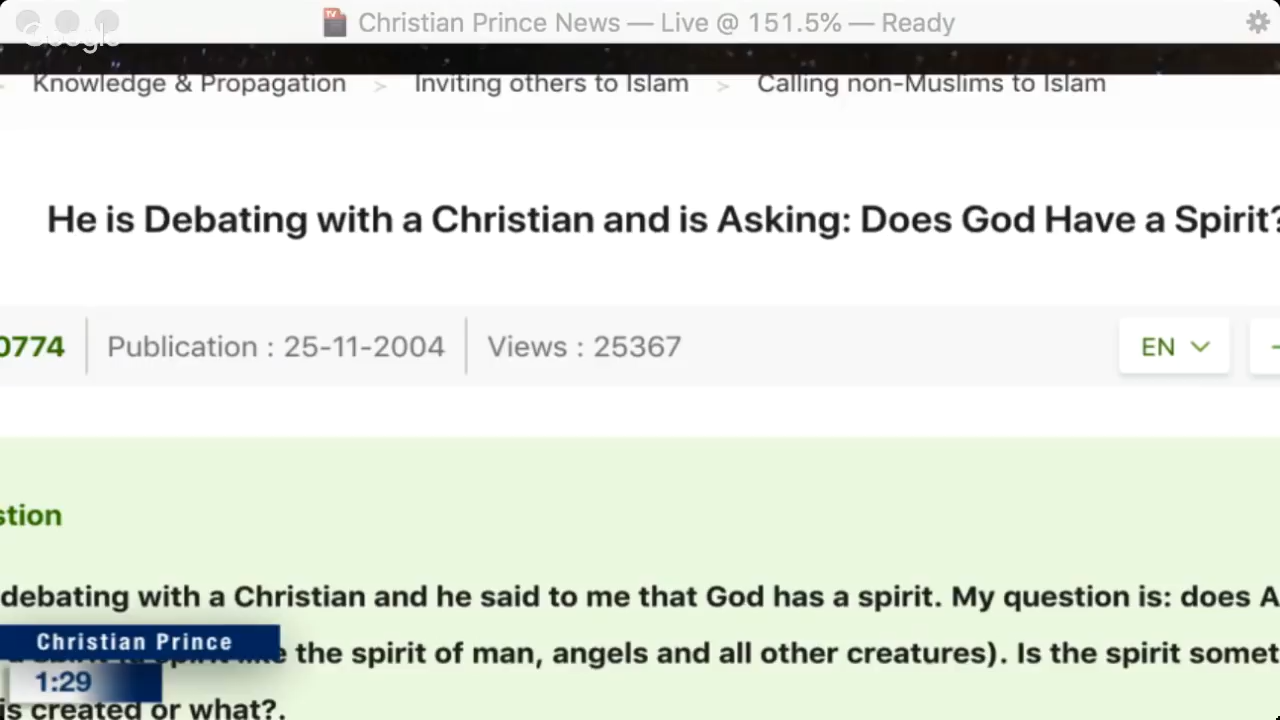 Christian Prince News — Live @ 151.5% — Ready
Google
Knowledge & Propagation > Inviting others to Islam > Calling non-Muslims to Islam
He is Debating with a Christian and is Asking: Does God Have a Spirit?
0774 Publication : 25-11-2004 Views : 25367 EN
stion
debating with a Christian and he said to me that God has a spirit. My question is: does A
Christian Prince
the spirit of man, angels and all other creatures). Is the spirit somet
1:29
is created or what?.